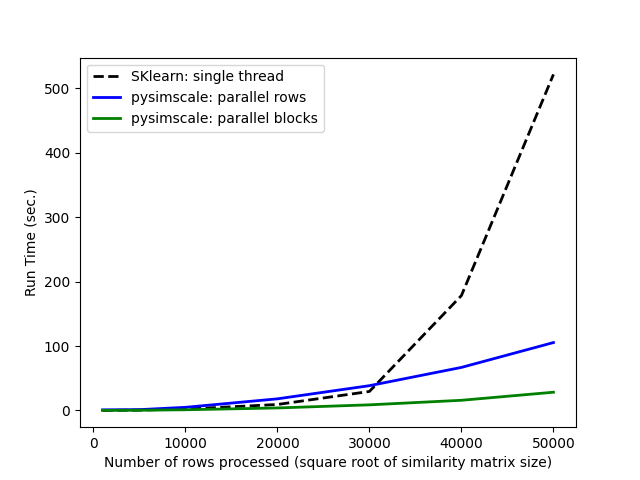 SKlearn: single thread
pysimscale: parallel rows
pysimscale: parallel blocks
500
400
300
200
100
0
Run Time (sec.)
0 10000 20000 30000 40000 50000
Number of rows processed (square root of similarity matrix size)